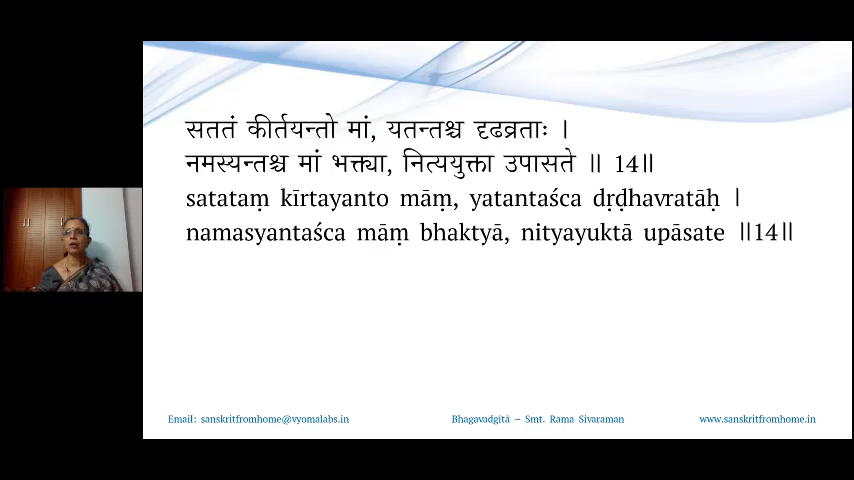 सततं कीर्तयन्तो मां, यतन्तश्च दृढव्रताः ।
नमस्यन्तश्च मां भक्त्या, नित्ययुक्ता उपासते ॥ 14॥
satataṃ kīrtayanto māṃ, yatantaśca dṛḍhavratāḥ |
namasyantaśca māṃ bhaktyā, nityayuktā upāsate ||14||
Email: sanskritfromhome@vyomalabs.in
Bhagavadgītā – Smt. Rama Sivaraman
www.sanskritfromhome.in